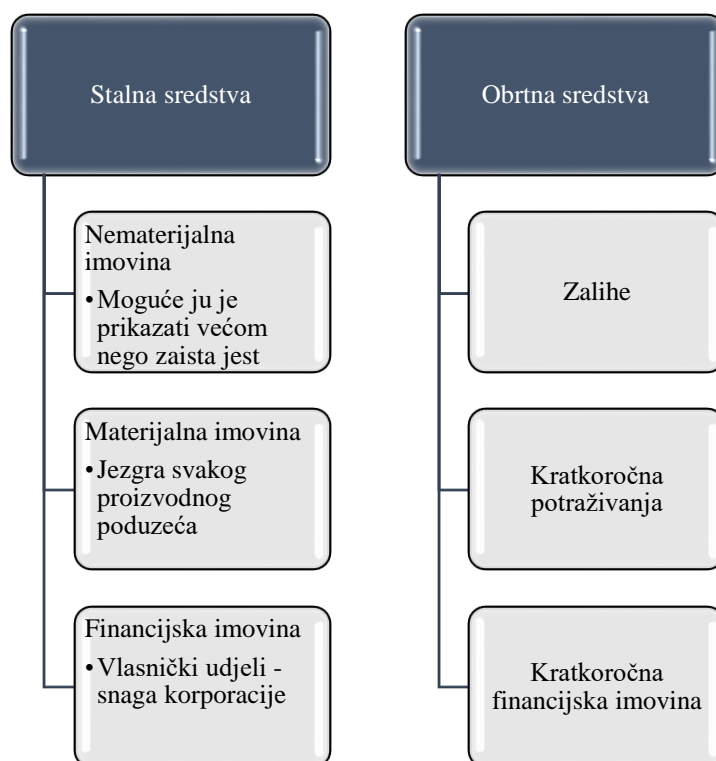 Stalna sredstva
Nematerijalna
imovina
•Moguće ju je
prikazati većom
nego zaista jest
Materijalna imovina
•Jezgra svakog
proizvodnog
poduzeća
Financijska imovina
•Vlasnički udjeli -
snaga korporacije
Obrtna sredstva
Zalihe
Kratkoročna
potraživanja
Kratkoročna
financijska imovina